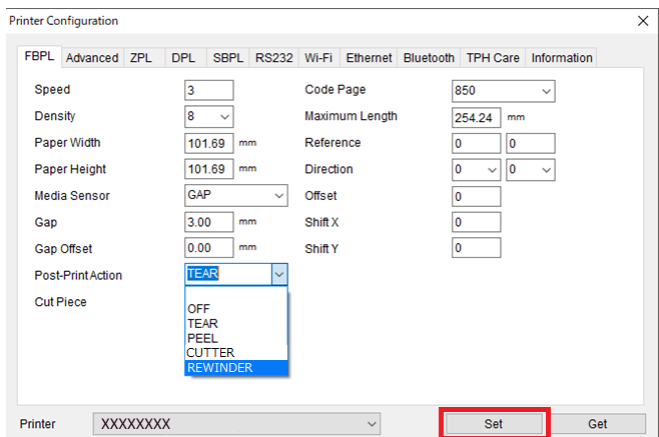 Printer Configuration
FBPL Advanced ZPL DPL SBPL RS232 Wi-Fi Ethernet Bluetooth TPH Care Information
Speed 3 Code Page 850
Density 8 Maximum Length 254.24 mm
Paper Width 101.69 mm Reference 0 0
Paper Height 101.69 mm Direction 0 0
Media Sensor GAP Offset 0
Gap 3.00 mm Shift X 0
Gap Offset 0.00 mm Shift Y 0
Post-Print Action TEAR
Cut Piece
OFF
TEAR
PEEL
CUTTER
REWINDER
Printer XXXXXXXX Set Get